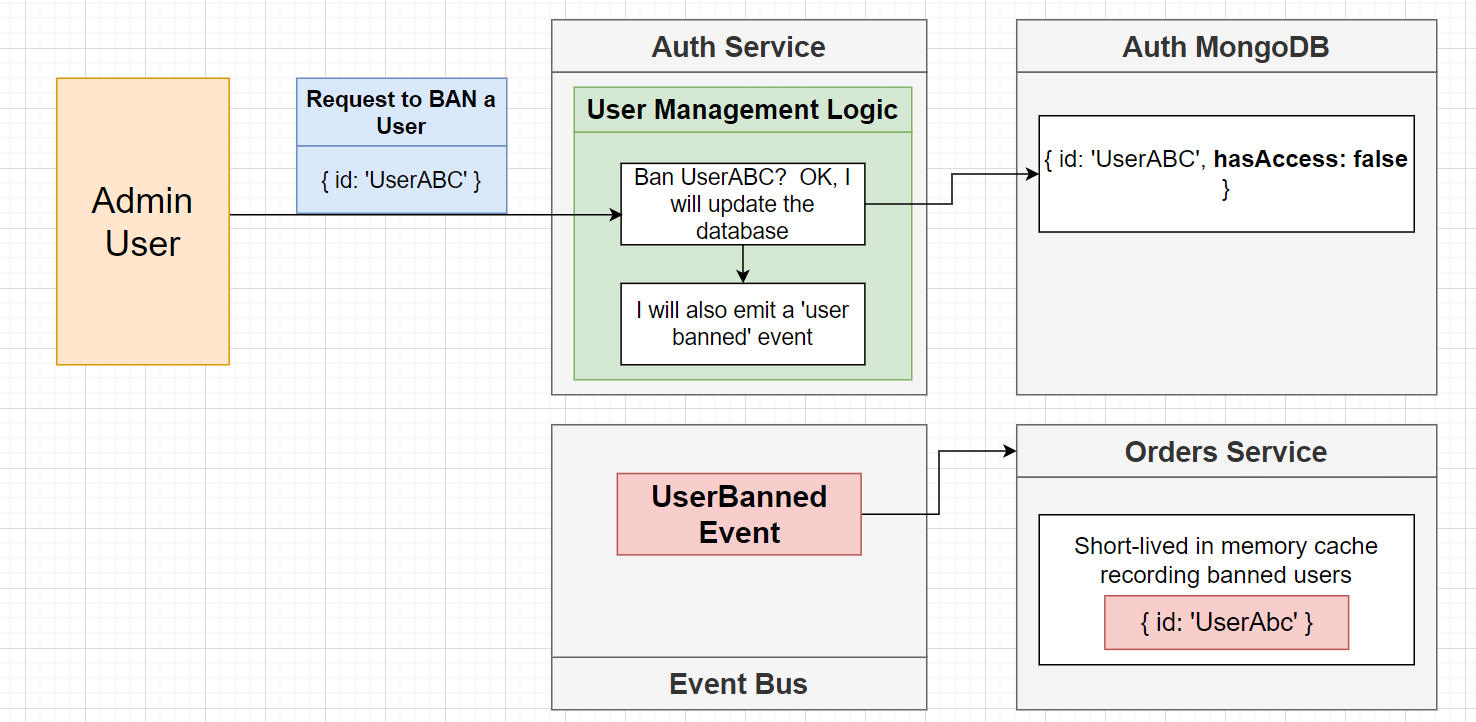 Admin
User
Request to BAN a
User
{ id: 'UserABC' }
Auth Service
User Management Logic
Ban UserABC?  OK, I
will update the
database
I will also emit a 'user
banned' event
Auth MongoDB
{ id: 'UserABC', hasAccess: false
}
UserBanned
Event
Event Bus
Orders Service
Short-lived in memory cache
recording banned users
{ id: 'UserAbc' }